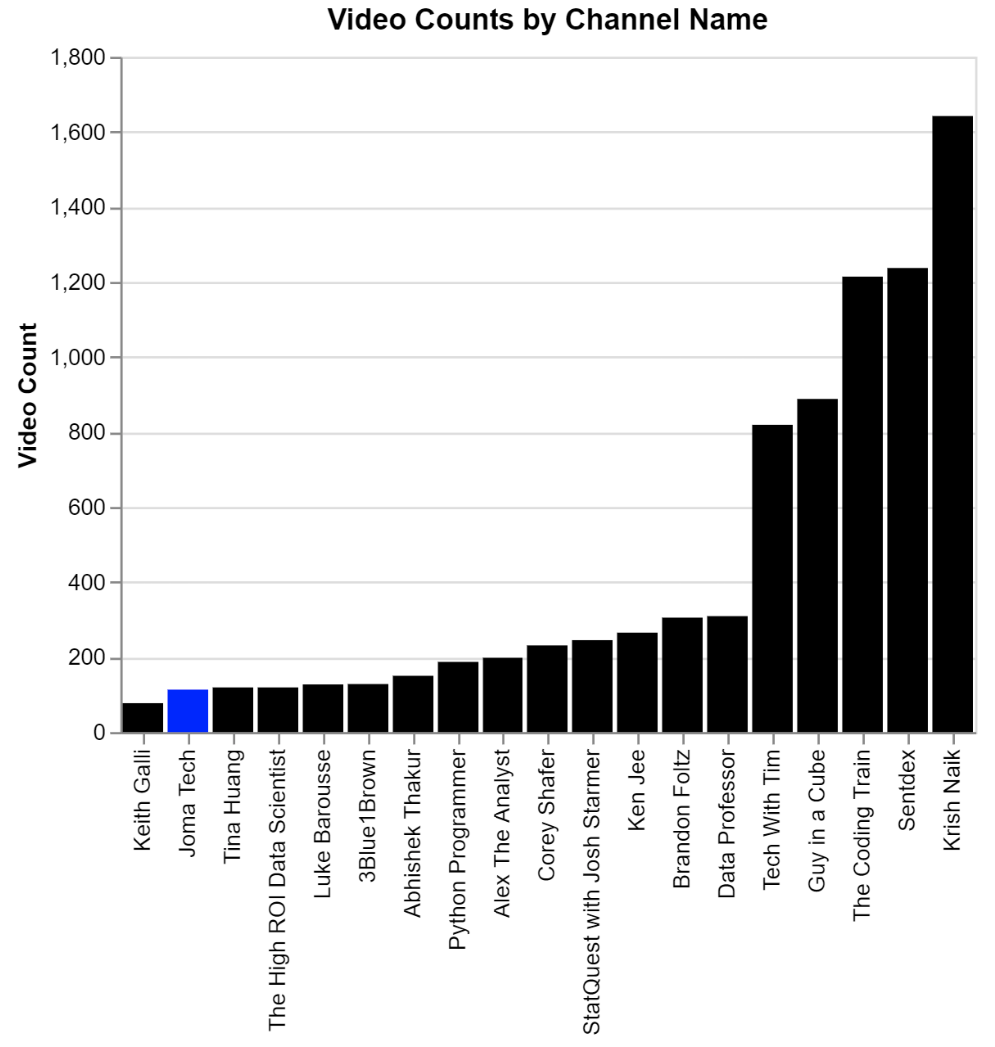 Video Counts by Channel Name
Video Count
1,800
1,600
1,400
1,200
1,000
800
600
400
200
0
Keith Galli
Joma Tech
Tina Huang
The High ROI Data Scientist
Luke Barousse
3Blue1Brown
Abhishek Thakur
Python Programmer
Alex The Analyst
Corey Shafer
StatQuest with Josh Starmer
Ken Jee
Brandon Foltz
Data Professor
Tech With Tim
Guy in a Cube
The Coding Train
Sentdex
Krish Naik